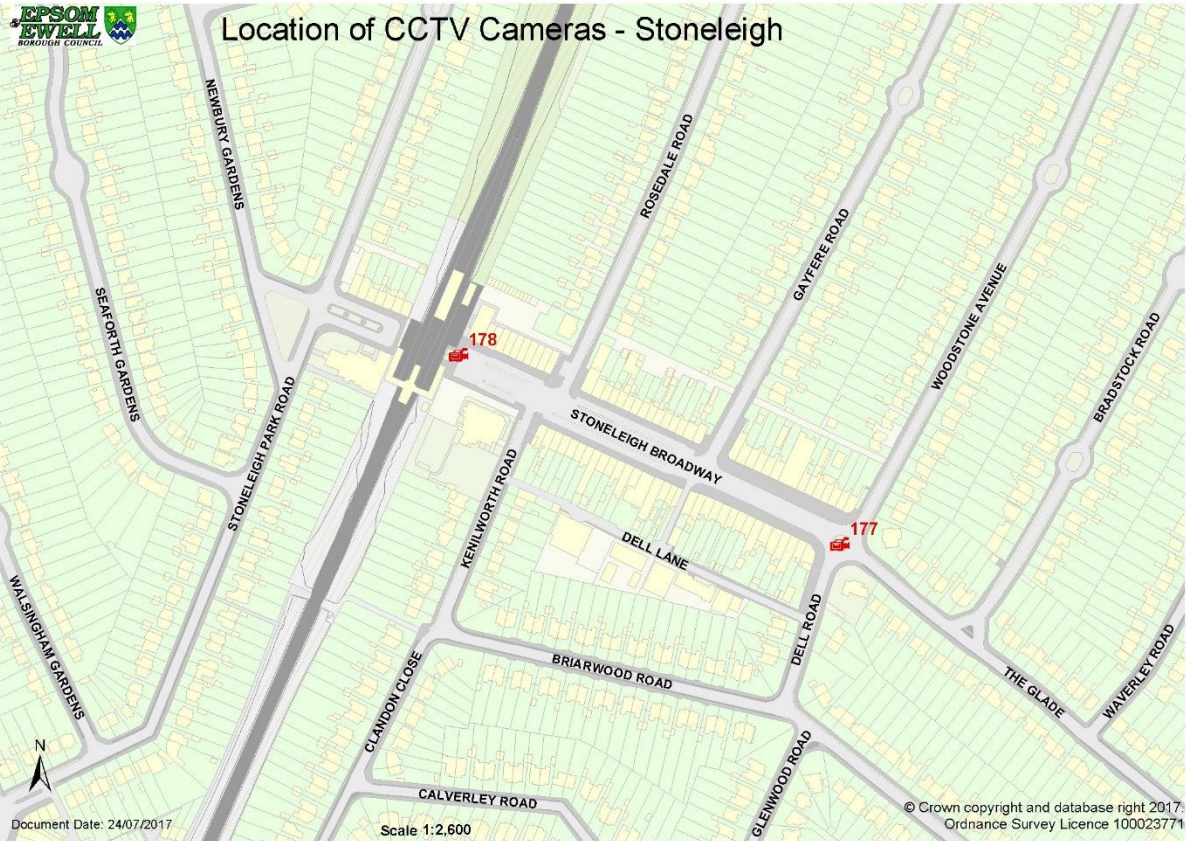 EPSOM
& EWELL
BOROUGH COUNCIL
Location of CCTV Cameras - Stoneleigh
NEWBURY GARDENS
ROSEDALE ROAD
GAYFERE ROAD
SEAFORTH GARDENS
WOODSTONE AVENUE
BRADSTOCK ROAD
178
STONELEIGH PARK ROAD
STONELEIGH BROADWAY
KENILWORTH ROAD
177
DELL LANE
WALSINGHAM GARDENS
DELL ROAD
BRIARWOOD ROAD
THE GLADE
WAVERLEY ROAD
CLANDON CLOSE
GLENWOOD ROAD
CALVERLEY ROAD
N
Document Date: 24/07/2017
Scale 1:2,600
© Crown copyright and database right 2017.
Ordnance Survey Licence 100023771